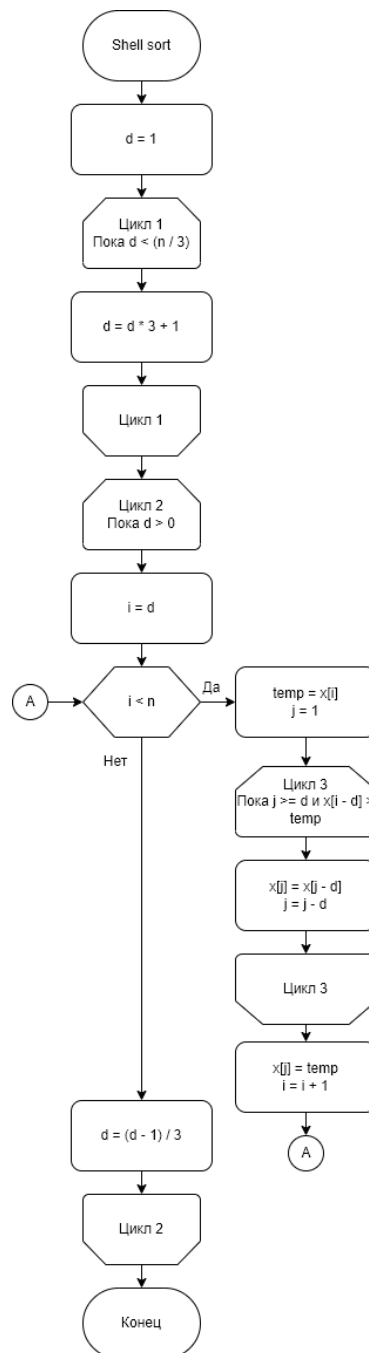 Shell sort
d = 1
Цикл 1
Пока d < (n / 3)
d = d * 3 + 1
Цикл 1
Цикл 2
Пока d > 0
i = d
A
i < n
Да
Нет
temp = x[i]
j = 1
Цикл 3
Пока j >= d и x[i - d] >
temp
x[j] = x[j - d]
j = j - d
Цикл 3
x[j] = temp
i = i + 1
A
d = (d - 1) / 3
Цикл 2
Конец